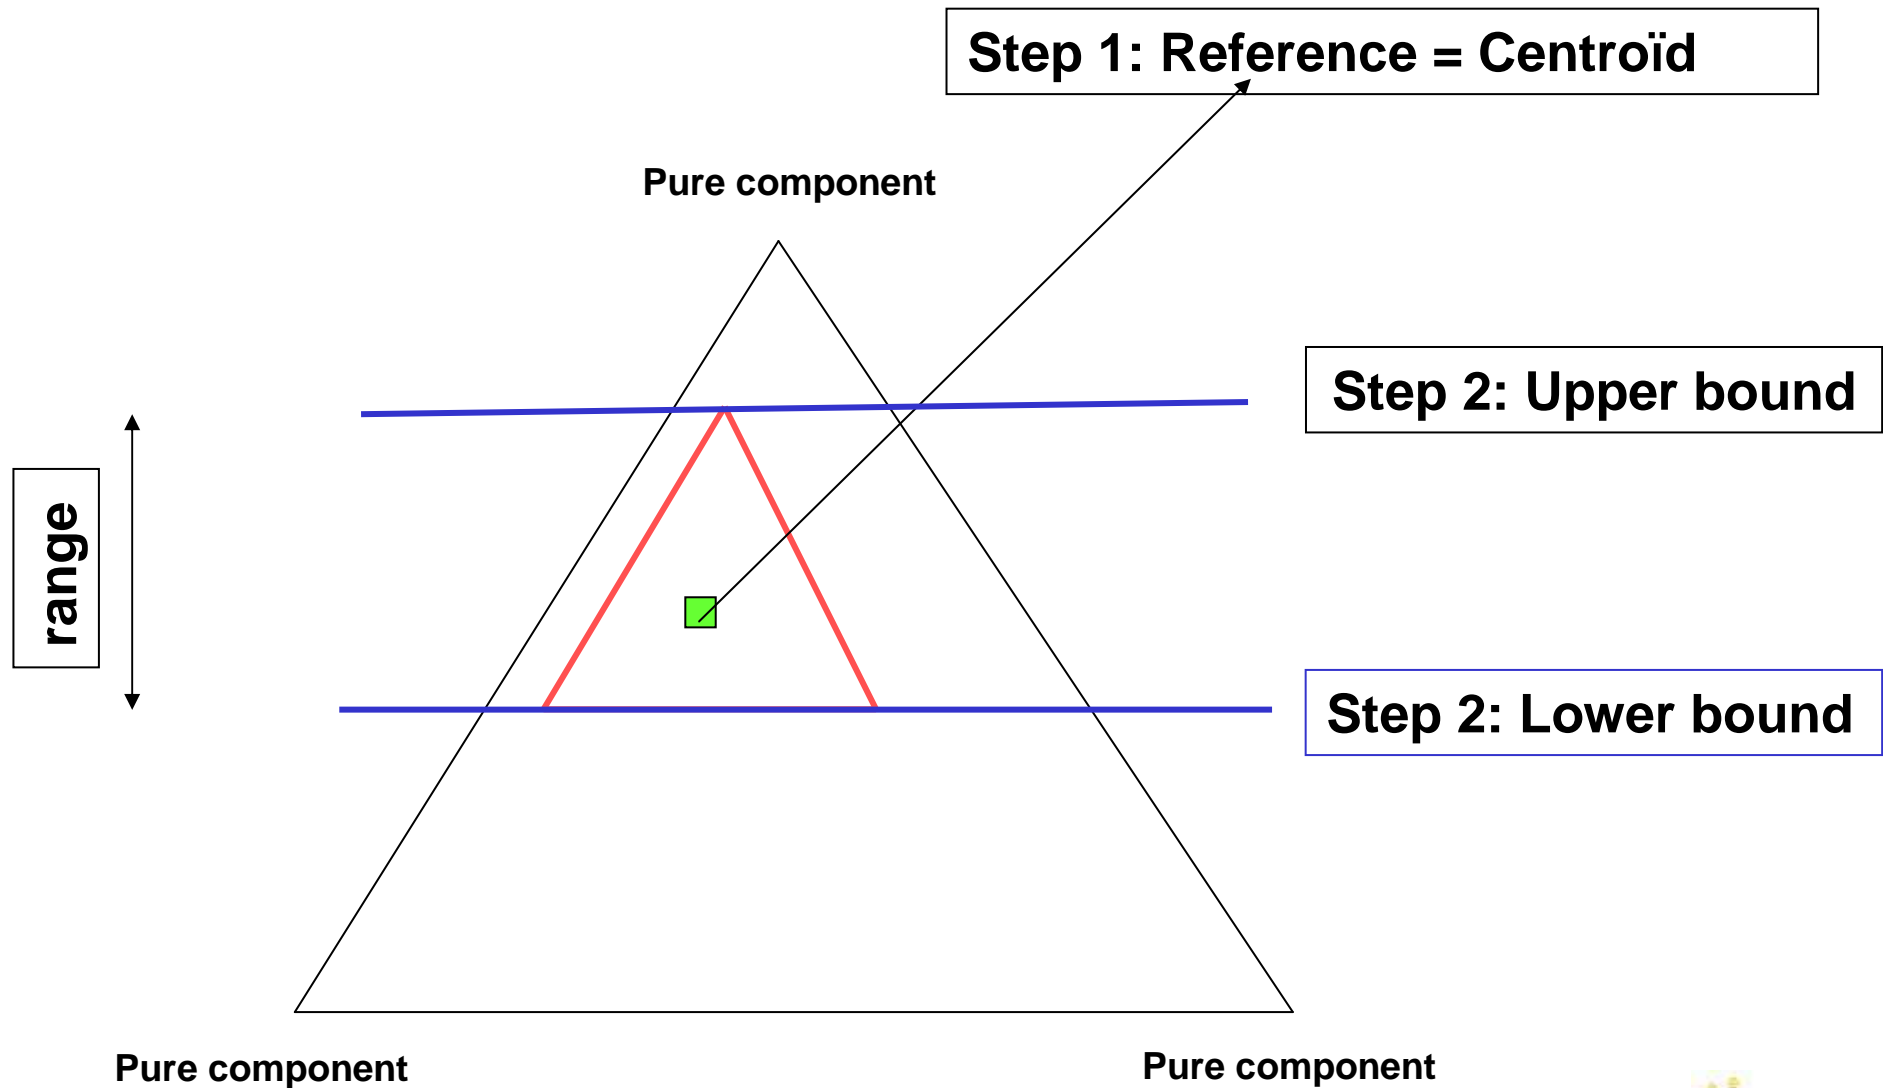 Step 1: Reference = Centroïd
Pure component
Step 2: Upper bound
range
Step 2: Lower bound
Pure component
Pure component